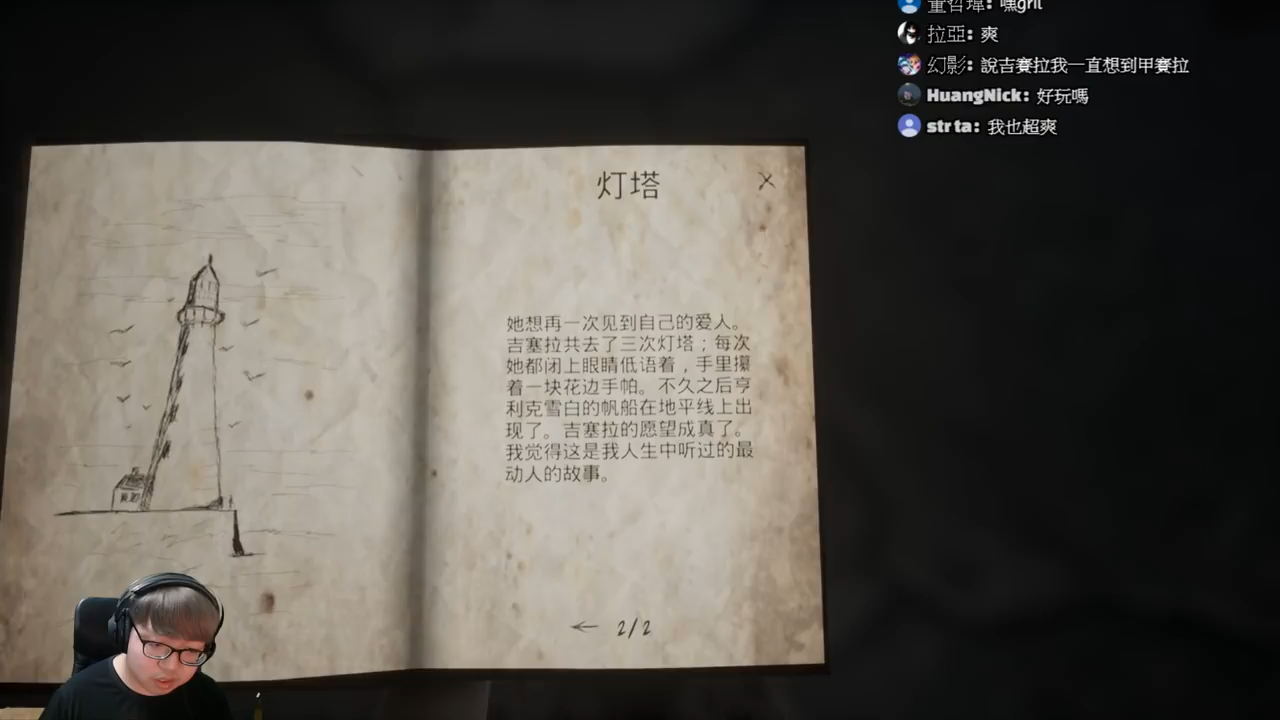 拉亞: 爽
幻影: 說吉賽拉我一直想到甲賽拉
HuangNick: 好玩嗎
str ta: 我也超爽
灯塔
她想再一次见到自己的爱人。
吉塞拉共去了三次灯塔；每次
她都闭上眼睛低语着，手里攥
着一块花边手帕。不久之后亨
利克雪白的帆船在地平线上出
现了。吉塞拉的愿望成真了。
我觉得这是我人生中听过的最
动人的故事。
← 2/2